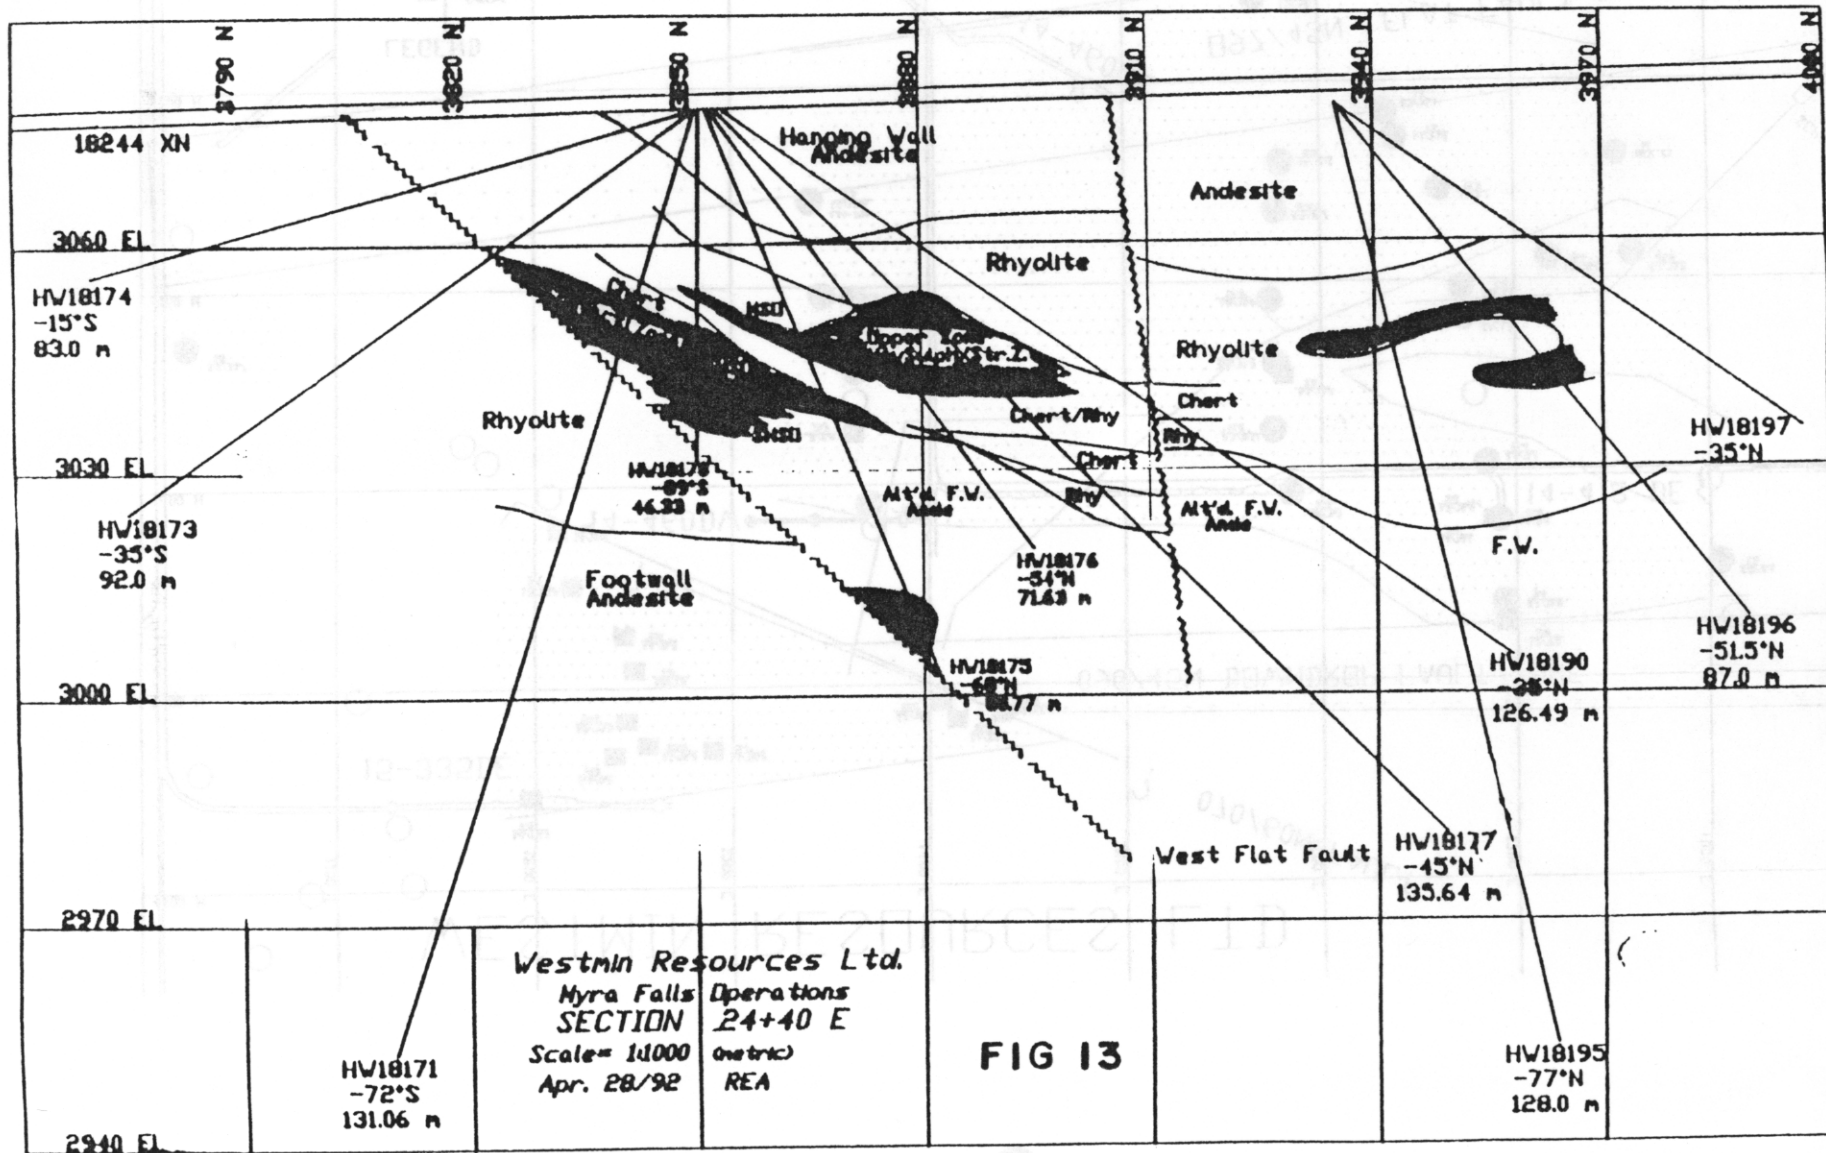 3790 N
3820 N
3850 N
3880 N
3910 N
3940 N
3970 N
4000 N
18244 XN
Hanging Wall
Andesite
Andesite
3060 EL
Rhyolite
HW18174
-15°S
83.0 m
Chert
MSU
Upper Zone
Rhyolite
Rhyolite
Chert/Rhy
Chert
SMSU
Rhy
Chert
HW18197
-35°N
3030 EL
-89°S
Alt'd. F.W.
Ande
Rhy
Alt'd. F.W.
Ande
F.W.
HW18173
-35°S
92.0 m
Footwall
Andesite
HW18176
-54°N
71.63 m
HW18175
HW18190
126.49 m
HW18196
-51.5°N
87.0 m
3000 EL
West Flat Fault
HW18177
-45°N
135.64 m
2970 EL
Westmin Resources Ltd.
Myra Falls Operations
SECTION 24+40 E
Scale= 1:1000 (metric)
Apr. 28/92 REA
FIG 13
HW18171
-72°S
131.06 m
HW18195
-77°N
128.0 m
2940 EL